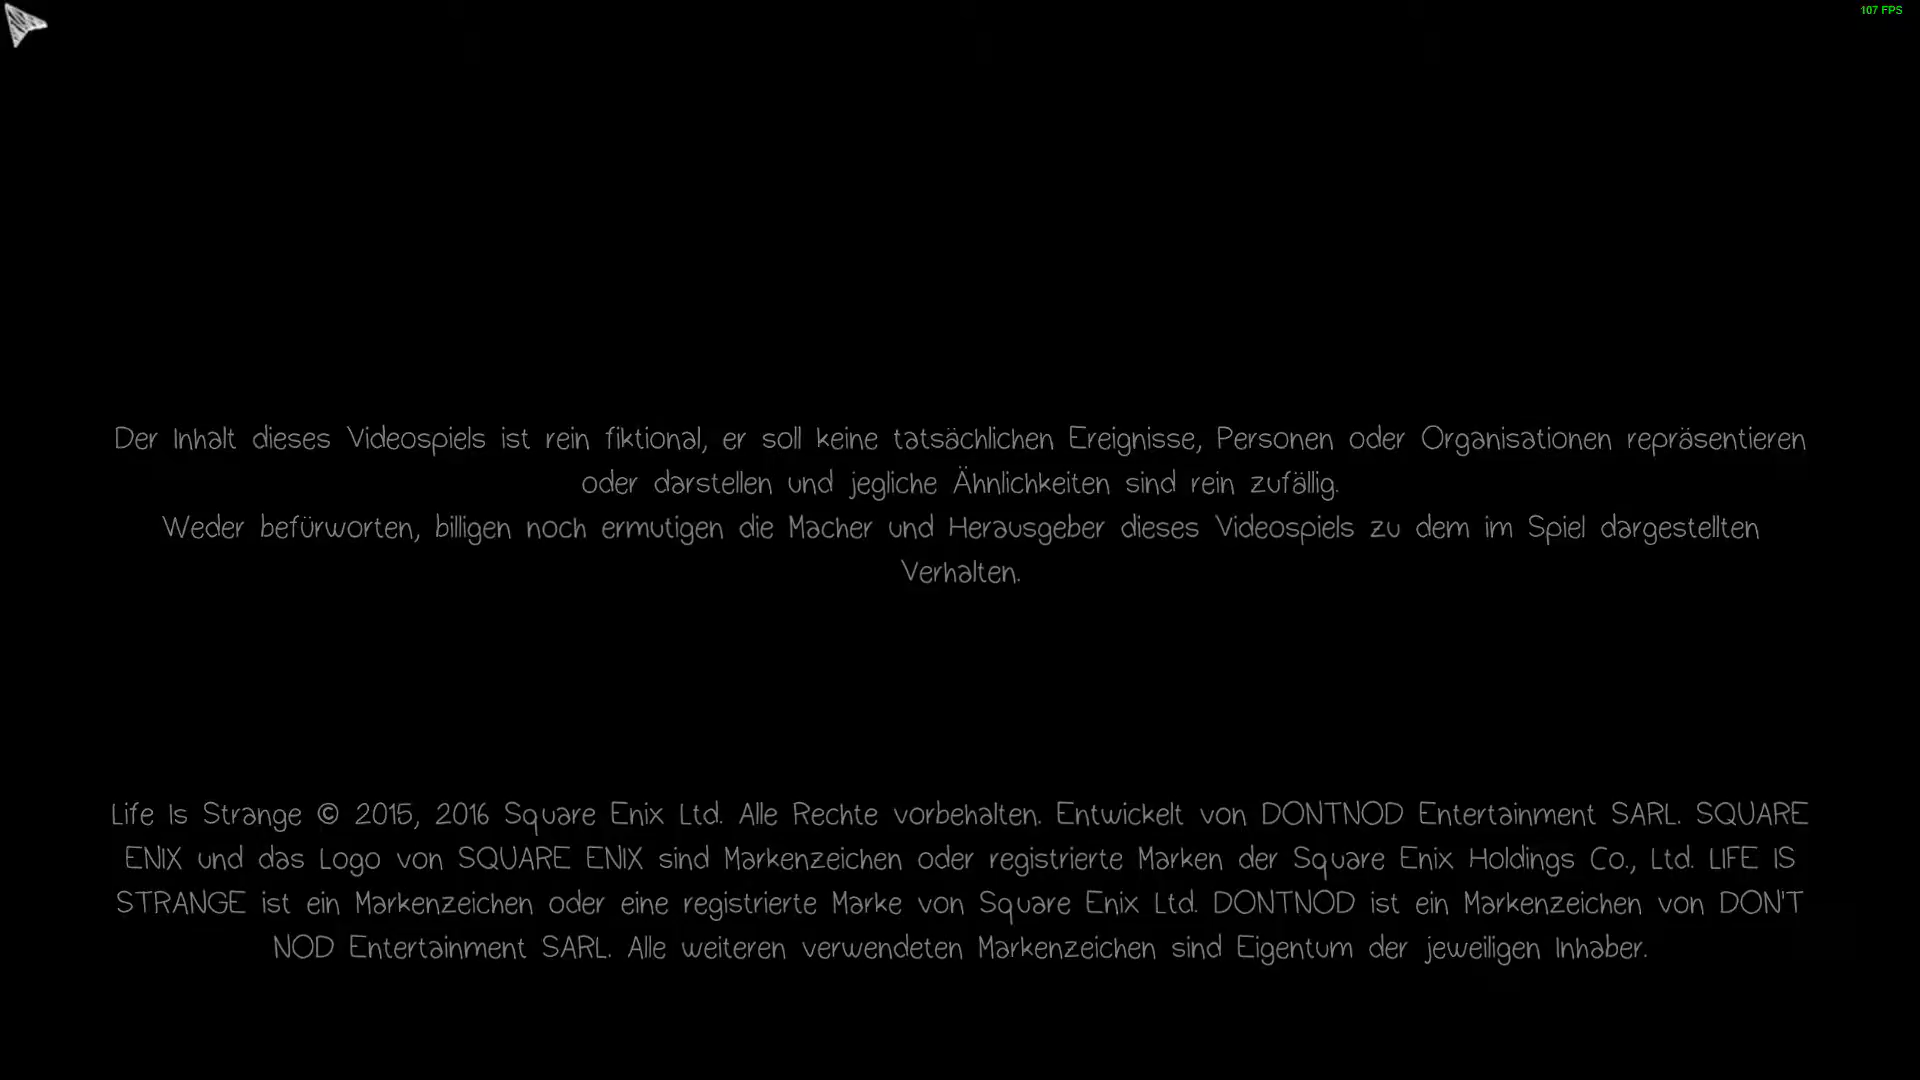 107 FPS
Der Inhalt dieses Videospiels ist rein fiktional, er soll keine tatsächlichen Ereignisse, Personen oder Organisationen repräsentieren
oder darstellen und jegliche Ähnlichkeiten sind rein zufällig.
Weder befürworten, billigen noch ermutigen die Macher und Herausgeber dieses Videospiels zu dem im Spiel dargestellten
Verhalten.
Life Is Strange © 2015, 2016 Square Enix Ltd. Alle Rechte vorbehalten. Entwickelt von DONTNOD Entertainment SARL. SQUARE
ENIX und das Logo von SQUARE ENIX sind Markenzeichen oder registrierte Marken der Square Enix Holdings Co., Ltd. LIFE IS
STRANGE ist ein Markenzeichen oder eine registrierte Marke von Square Enix Ltd. DONTNOD ist ein Markenzeichen von DON'T
NOD Entertainment SARL. Alle weiteren verwendeten Markenzeichen sind Eigentum der jeweiligen Inhaber.